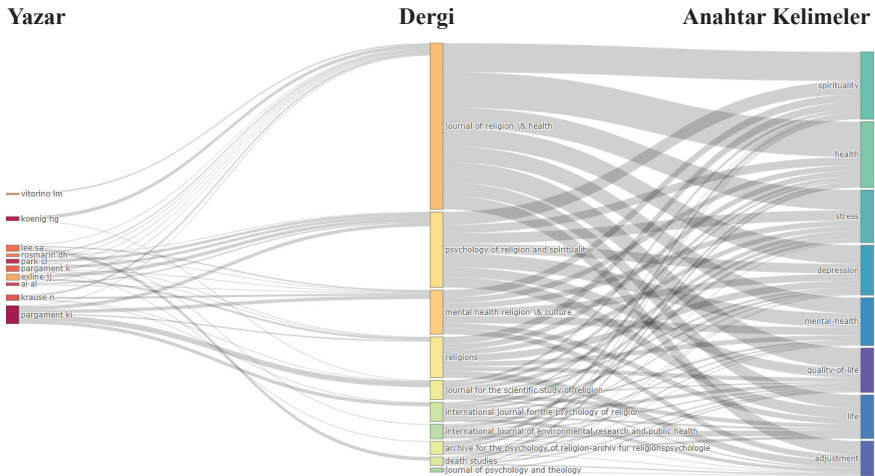 Yazar
Dergi
Anahtar Kelimeler
vitorino lm
koenig hg
lee sa
rosmarin dh
park cl
pargament k
exline jj
ai al
krause n
pargament ki
journal of religion \& health
psychology of religion and spirituality
mental health religion \& culture
religions
journal for the scientific study of religion
international journal for the psychology of religion
international journal of environmental research and public health
archive for the psychology of religion-archiv fur religionspsychologie
death studies
journal of psychology and theology
spirituality
health
stress
depression
mental-health
quality-of-life
life
adjustment